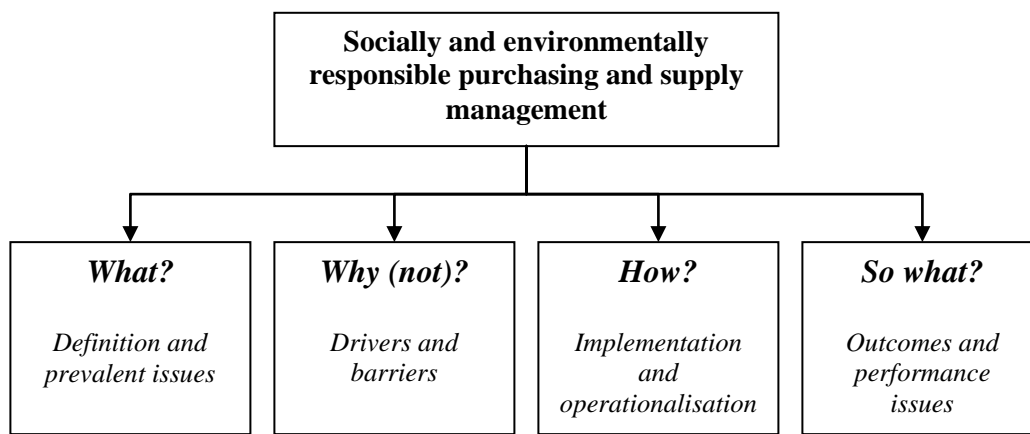 Socially and environmentally
responsible purchasing and supply
management
What?
Definition and
prevalent issues
Why (not)?
Drivers and
barriers
How?
Implementation
and
operationalisation
So what?
Outcomes and
performance
issues